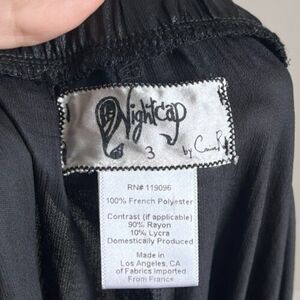 Nightcap
3
by
RN# 119096
100% French Polyester
Contrast (if applicable)
90% Rayon
10% Lycra
Domestically Produced
Made in
Los Angeles, CA
of Fabrics Imported
From France